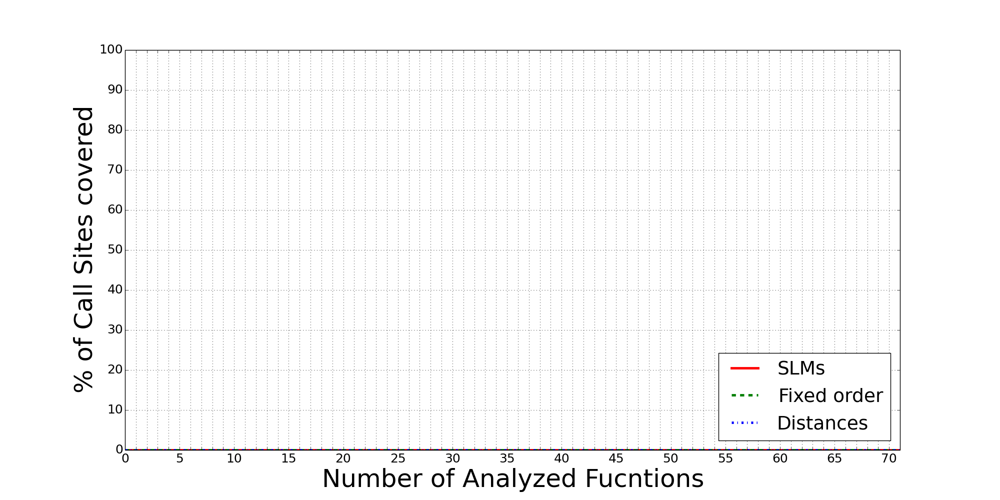 % of Call Sites covered
100
90
80
70
60
50
40
30
20
10
0
SLMs
Fixed order
Distances
0 5 10 15 20 25 30 35 40 45 50 55 60 65 70
Number of Analyzed Fucntions